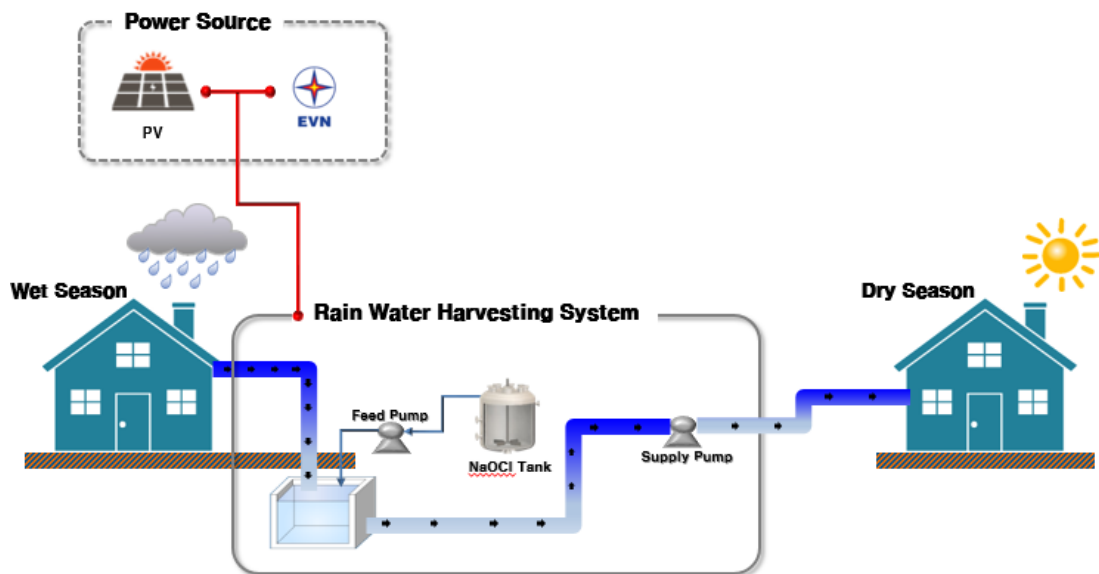 Power Source
PV
EVN
Wet Season
Dry Season
Rain Water Harvesting System
Feed Pump
NaOCl Tank
Supply Pump